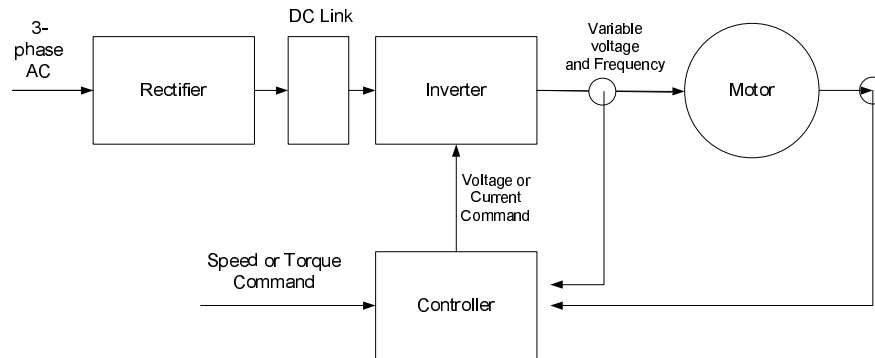 3-
phase
AC
Rectifier
DC Link
Inverter
Variable
voltage
and Frequency
Motor
Voltage or
Current
Command
Speed or Torque
Command
Controller